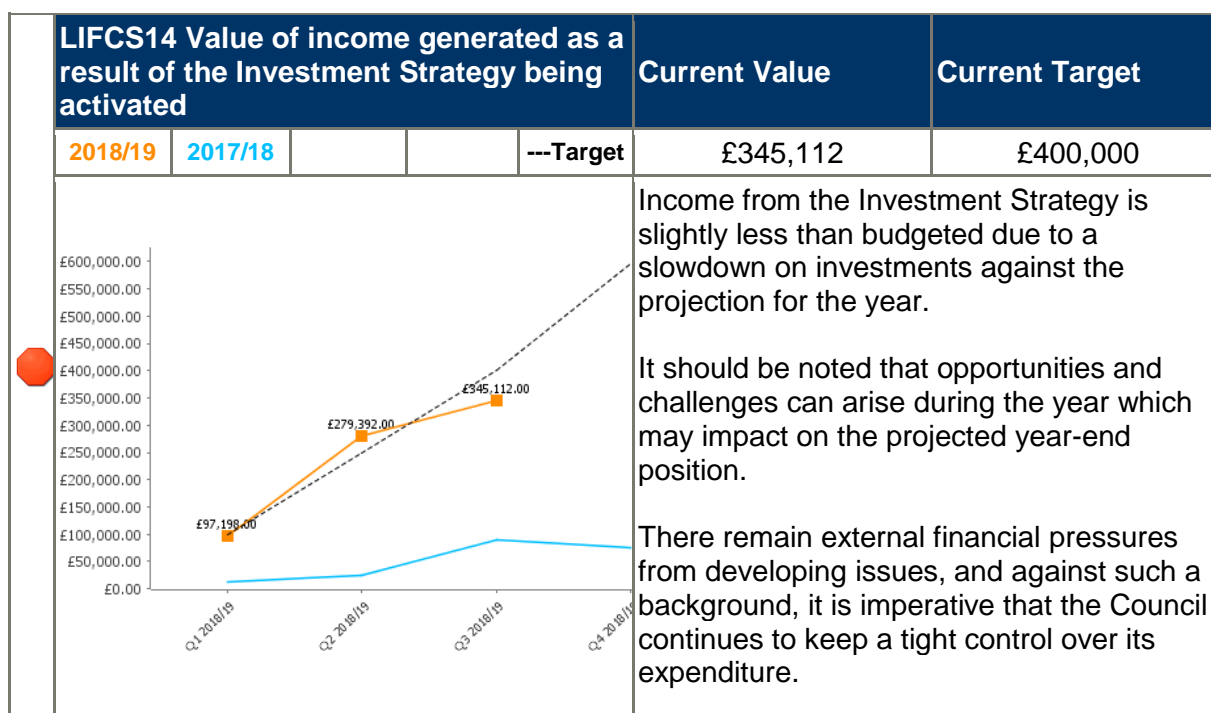 LIFCS14 Value of income generated as a
result of the Investment Strategy being
activated
Current Value
Current Target
2018/19
2017/18
---Target
£345,112
£400,000
Income from the Investment Strategy is
slightly less than budgeted due to a
slowdown on investments against the
projection for the year.
It should be noted that opportunities and
challenges can arise during the year which
may impact on the projected year-end
position.
There remain external financial pressures
from developing issues, and against such a
background, it is imperative that the Council
continues to keep a tight control over its
expenditure.
£600,000.00
£550,000.00
£500,000.00
£450,000.00
£400,000.00
£350,000.00
£300,000.00
£250,000.00
£200,000.00
£150,000.00
£100,000.00
£50,000.00
£0.00
£97,198.00
£279,392.00
£345,112.00
Q1 2018/19
Q2 2018/19
Q3 2018/19
Q4 2018/1